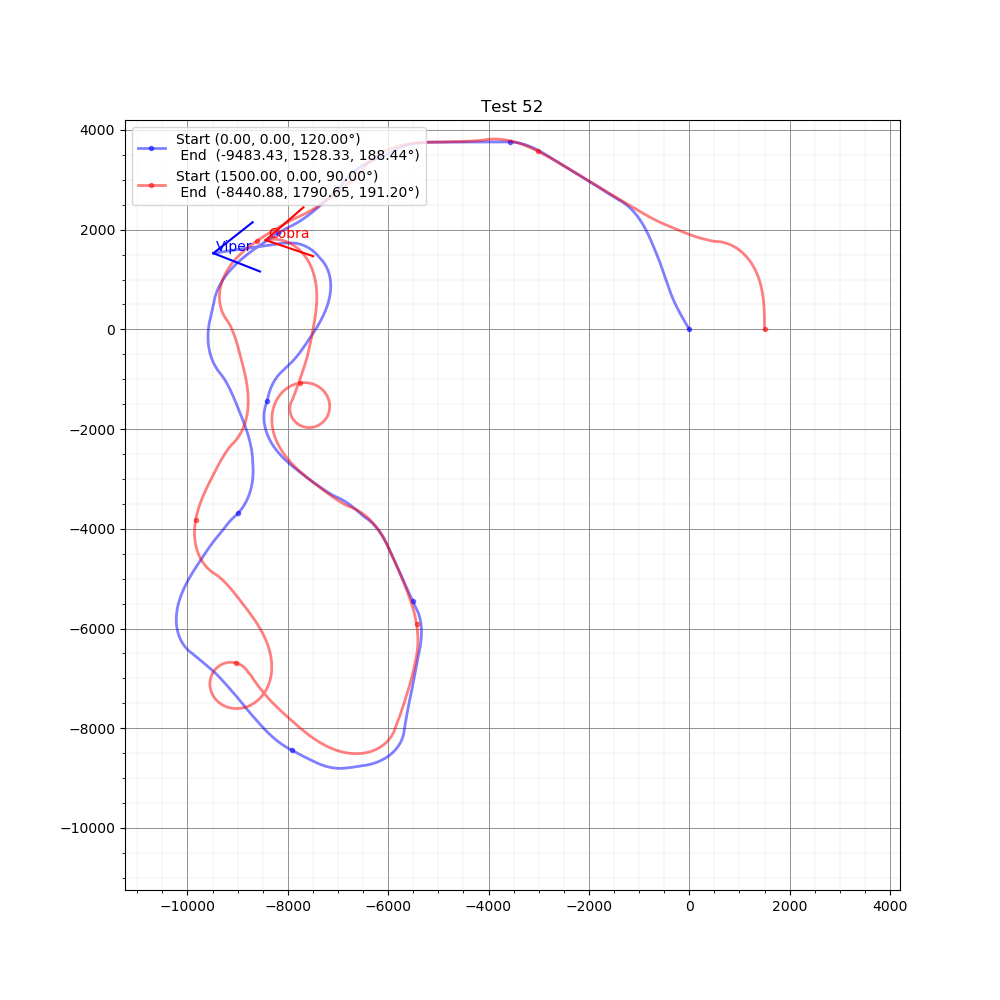 Test 52
4000
2000
0
−2000
−4000
−6000
−8000
−10000
Start (0.00, 0.00, 120.00°)
End (-9483.43, 1528.33, 188.44°)
Start (1500.00, 0.00, 90.00°)
End (-8440.88, 1790.65, 191.20°)
Cobra
Viper
−10000 −8000 −6000 −4000 −2000 0 2000 4000